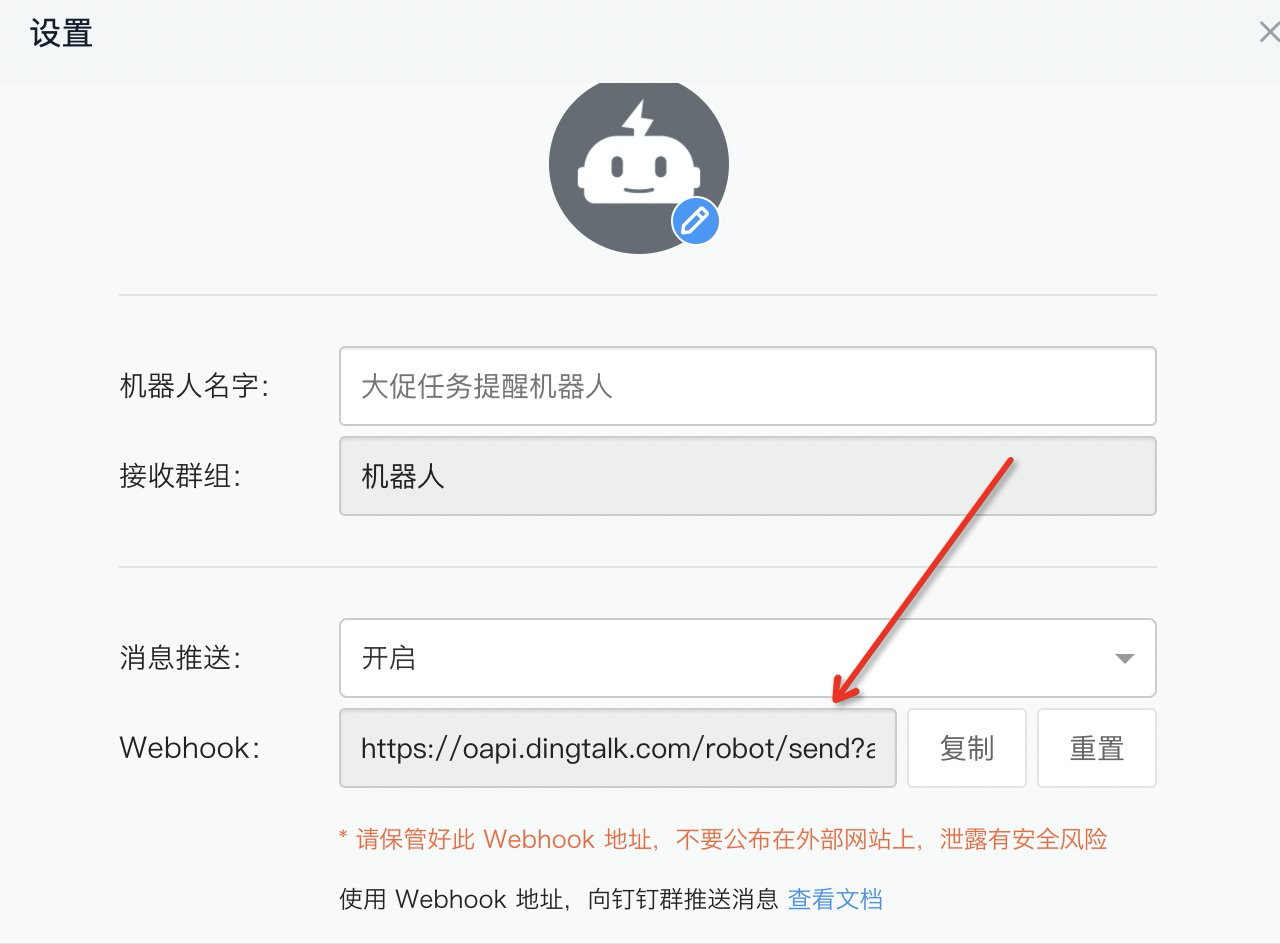 设置
机器人名字：
大促任务提醒机器人
接收群组：
机器人
消息推送：
开启
Webhook：
https://oapi.dingtalk.com/robot/send?a
复制
重置
* 请保管好此 Webhook 地址，不要公布在外部网站上，泄露有安全风险
使用 Webhook 地址，向钉钉群推送消息 查看文档